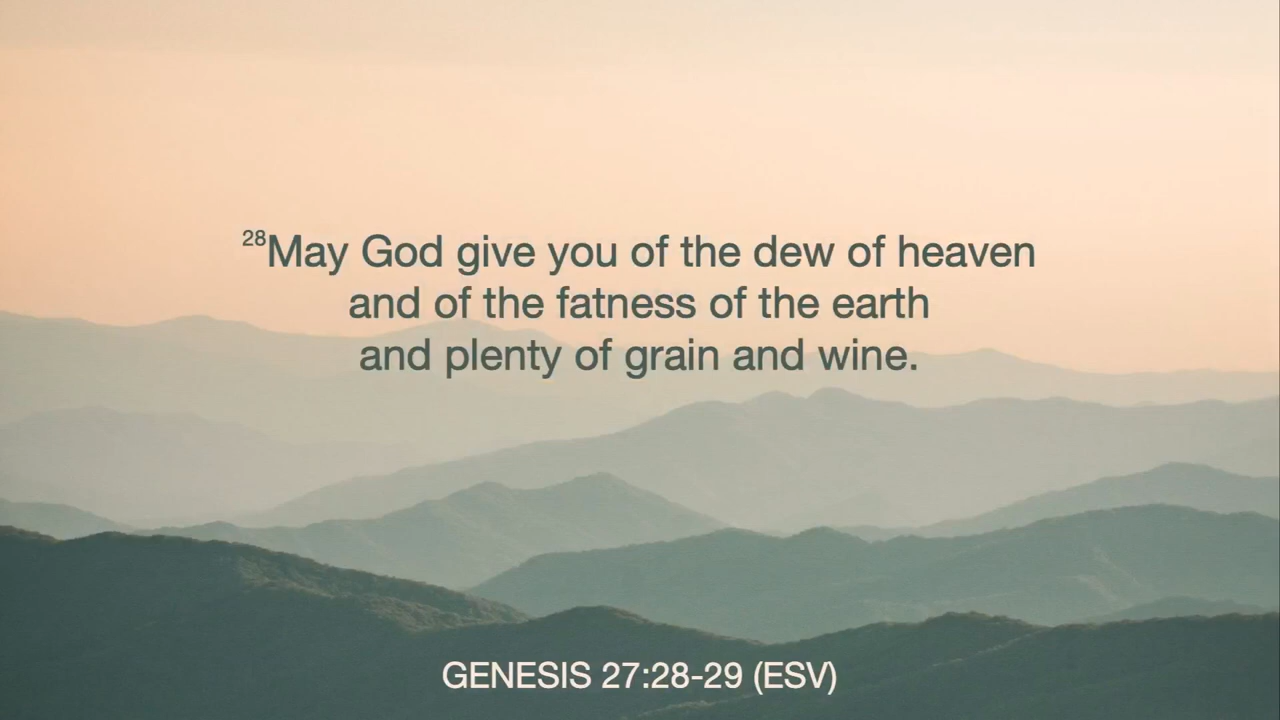 28May God give you of the dew of heaven
and of the fatness of the earth
and plenty of grain and wine.
GENESIS 27:28-29 (ESV)